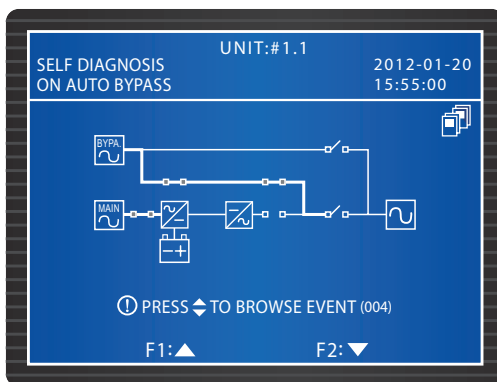 UNIT:#1.1
SELF DIAGNOSIS
2012-01-20
ON AUTO BYPASS
15:55:00
BYPA.
MAIN
PRESS TO BROWSE EVENT (004)
F1:
F2: